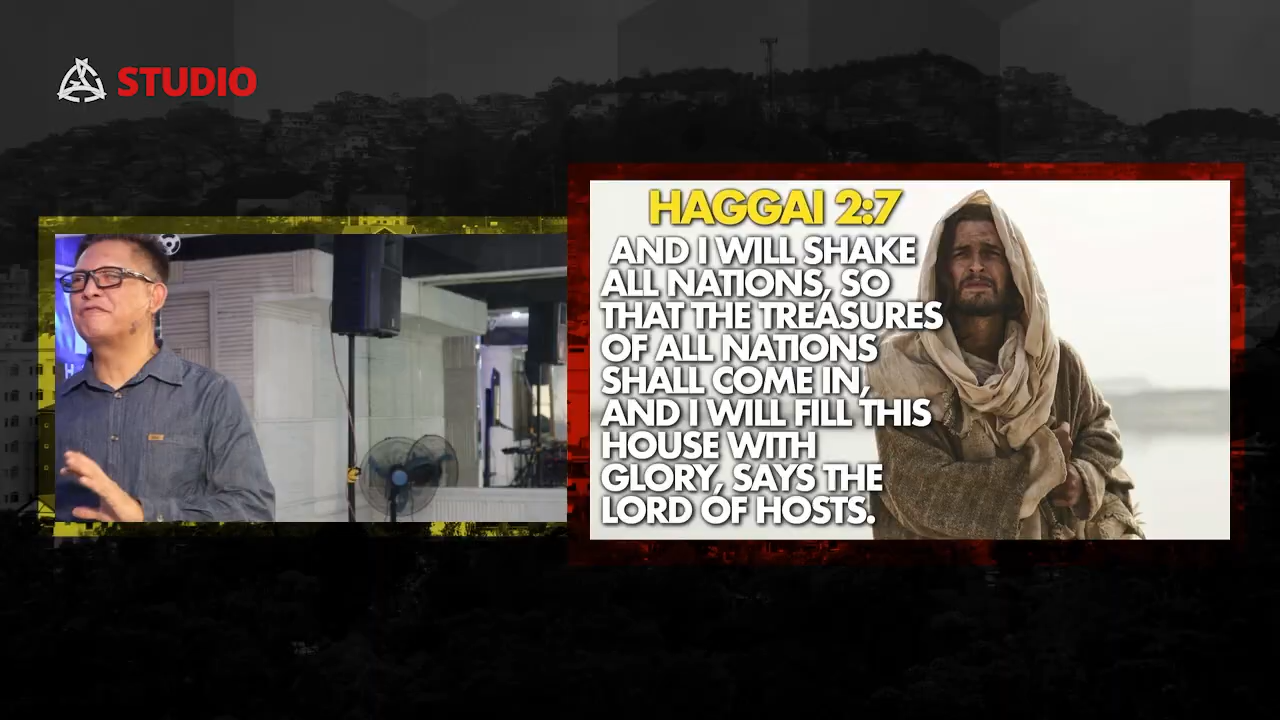 STUDIO
HAGGAI 2:7
AND I WILL SHAKE
ALL NATIONS, SO
THAT THE TREASURES
OF ALL NATIONS
SHALL COME IN,
AND I WILL FILL THIS
HOUSE WITH
GLORY, SAYS THE
LORD OF HOSTS.